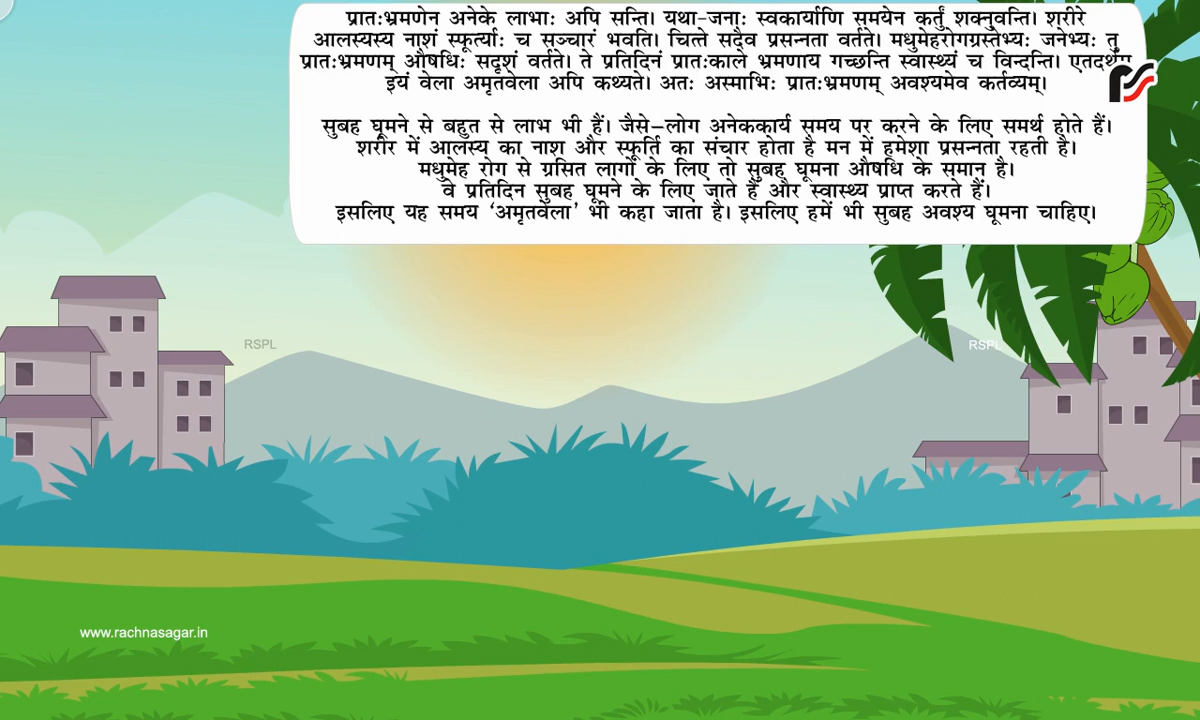 प्रातःभ्रमणेन अनेके लाभाः अपि सन्ति। यथा-जनाः स्वकार्याणि समयेन कर्तुं शक्नुवन्ति। शरीरे
आलस्यस्य नाशं स्फूर्त्याः च सञ्चारं भवति। चित्ते सदैव प्रसन्नता वर्तते। मधुमेहरोगग्रस्तेभ्यः जनेभ्यः तु
प्रातःभ्रमणम् औषधिः सदृशं वर्तते। ते प्रतिदिनं प्रातःकाले भ्रमणाय गच्छन्ति स्वास्थ्यं च विन्दन्ति। एतदर्थम्
इयं वेला अमृतवेला अपि कथ्यते। अतः अस्माभिः प्रातःभ्रमणम् अवश्यमेव कर्तव्यम्।
सुबह घूमने से बहुत से लाभ भी हैं। जैसे–लोग अनेककार्य समय पर करने के लिए समर्थ होते हैं।
शरीर में आलस्य का नाश और स्फूर्ति का संचार होता है मन में हमेशा प्रसन्नता रहती है।
मधुमेह रोग से ग्रसित लागों के लिए तो सुबह घूमना औषधि के समान है।
वे प्रतिदिन सुबह घूमने के लिए जाते हैं और स्वास्थ्य प्राप्त करते हैं।
इसलिए यह समय ‘अमृतवेला’ भी कहा जाता है। इसलिए हमें भी सुबह अवश्य घूमना चाहिए।
RSPL
RSPL
www.rachnasagar.in